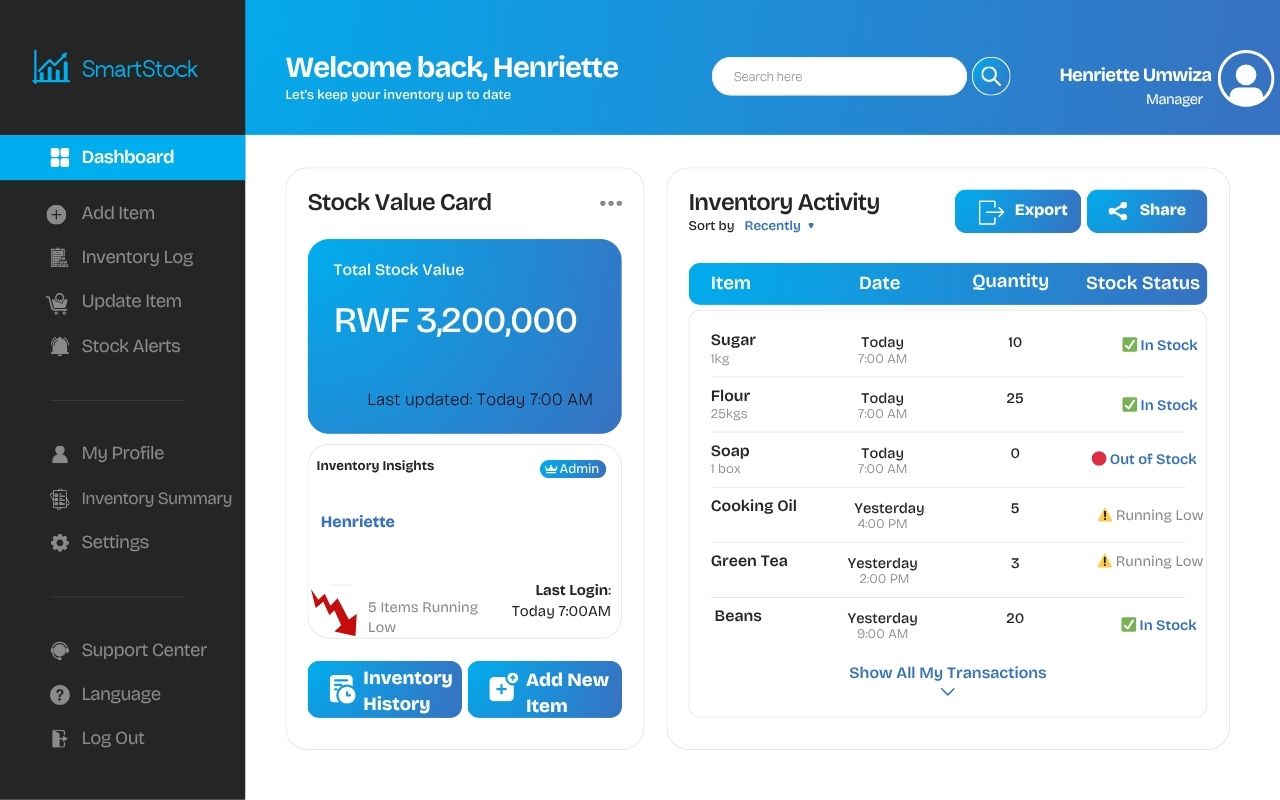 SmartStock
Dashboard
Add Item
Inventory Log
Update Item
Stock Alerts
My Profile
Inventory Summary
Settings
Support Center
Language
Log Out
Welcome back, Henriette
Let's keep your inventory up to date
Search here
Henriette Umwiza
Manager
Stock Value Card
Total Stock Value
RWF 3,200,000
Last updated: Today 7:00 AM
Inventory Insights
Admin
Henriette
5 Items Running
Low
Last Login:
Today 7:00AM
Inventory
History
Add New
Item
Inventory Activity
Sort by Recently
Export
Share
Item Date Quantity Stock Status
Sugar Today 10 ✅ In Stock
1kg 7:00 AM
Flour Today 25 ✅ In Stock
25kgs 7:00 AM
Soap Today 0 🔴 Out of Stock
1 box 7:00 AM
Cooking Oil Yesterday 5 ⚠️ Running Low
4:00 PM
Green Tea Yesterday 3 ⚠️ Running Low
2:00 PM
Beans Yesterday 20 ✅ In Stock
9:00 AM
Show All My Transactions